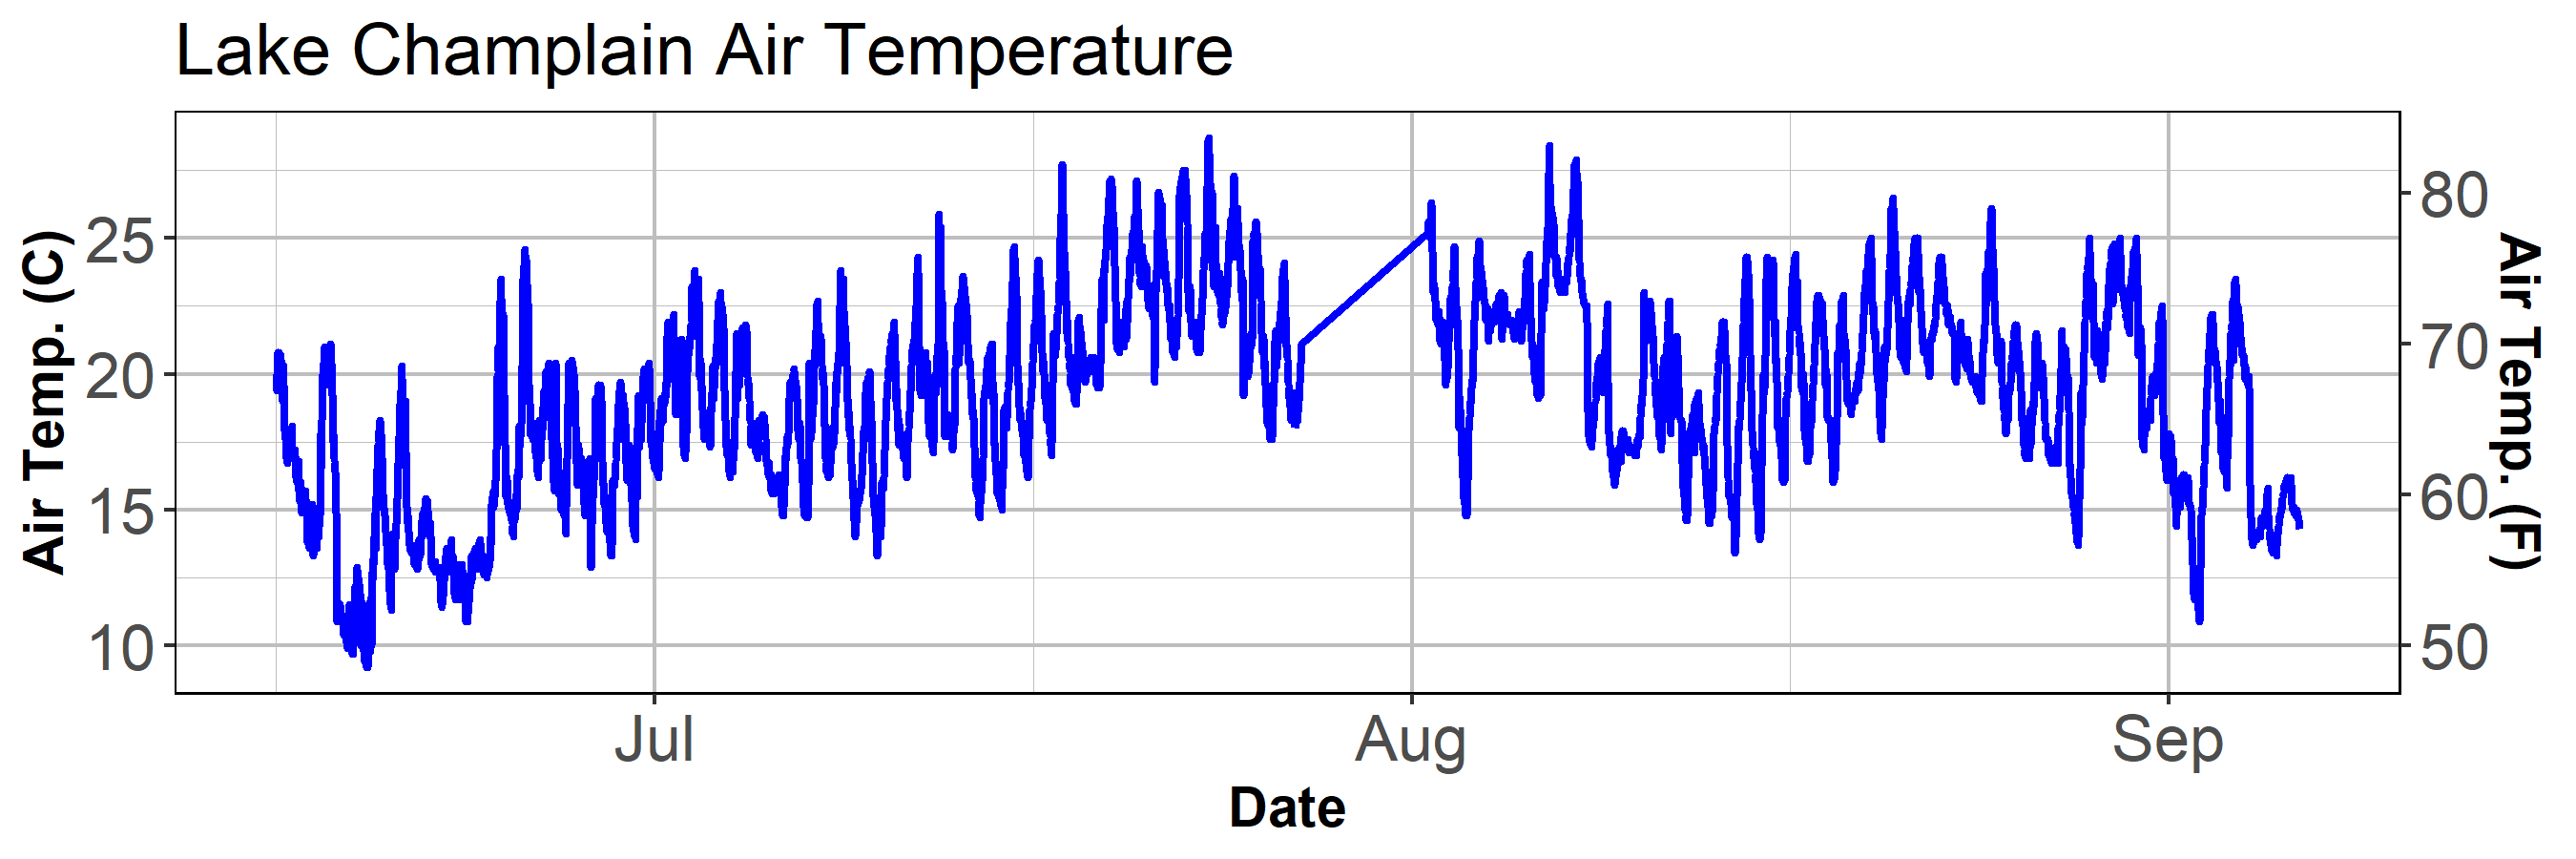 Lake Champlain Air Temperature
Air Temp. (C)
25
20
15
10
80
70
60
50
Air Temp. (F)
Jul
Aug
Sep
Date